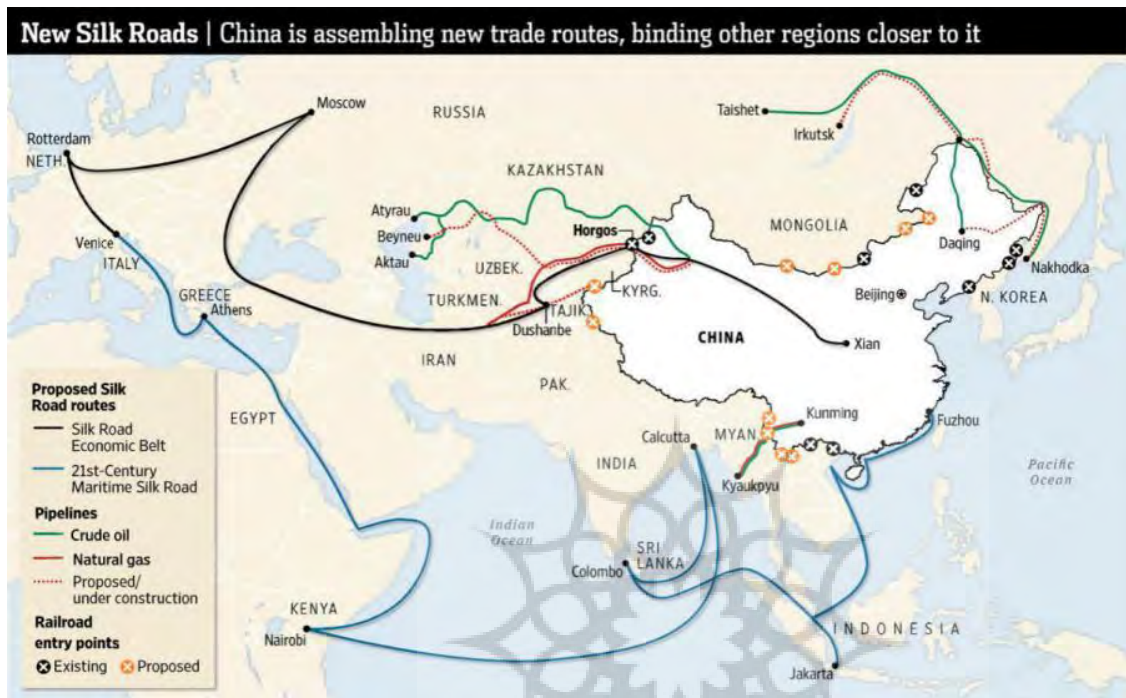 New Silk Roads | China is assembling new trade routes, binding other regions closer to it
Moscow
RUSSIA
Taishet
Irkutsk
Rotterdam
NETH.
KAZAKHSTAN
Atyrau
Beyneu
Aktau
Horgos
MONGOLIA
Daqing
Nakhodka
Venice
ITALY
UZBEK.
GREECE
Athens
TURKMEN.
KYRG.
TAJIK.
Dushanbe
Beijing
N. KOREA
CHINA
Xian
IRAN
PAK.
EGYPT
Kunming
Fuzhou
Calcutta
MYAN.
INDIA
Kyaukpyu
Pacific
Ocean
Indian
Ocean
SRI
LANKA
Colombo
KENYA
Nairobi
INDONESIA
Jakarta
Proposed Silk
Road routes
Silk Road
Economic Belt
21st-Century
Maritime Silk Road
Pipelines
Crude oil
Natural gas
Proposed/
under construction
Railroad
entry points
Existing Proposed